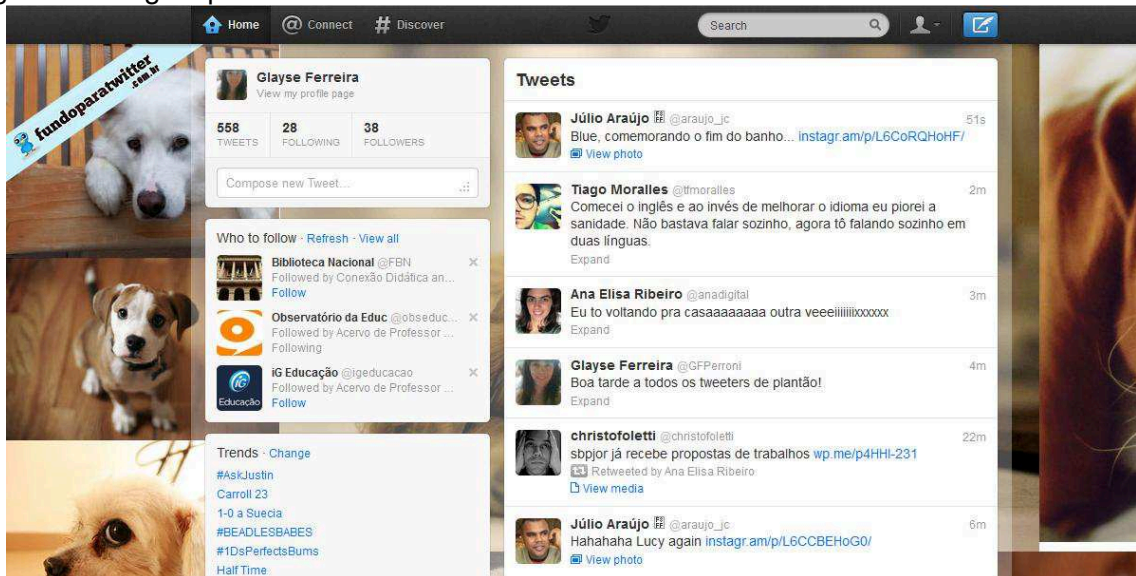 Home
@ Connect
# Discover
Search
fundoparatwitter
.com.br
Glayse Ferreira
View my profile page
558
TWEETS
28
FOLLOWING
38
FOLLOWERS
Compose new Tweet...
Who to follow · Refresh · View all
Biblioteca Nacional @FBN
Followed by Conexão Didática an...
Follow
Observatório da Educ @obseduc...
Followed by Acervo de Professor ...
Following
iG
Educação
iG Educação @igeducacao
Followed by Acervo de Professor ...
Follow
Trends · Change
#AskJustin
Carroll 23
1-0 a Suecia
#BEADLESBABES
#1DsPerfectsBums
Half Time
Tweets
Júlio Araújo @araujo_jc 51s
Blue, comemorando o fim do banho... instagr.am/p/L6CoRQHoHF/
View photo
Tiago Moralles @tfmoralles 2m
Comecei o inglês e ao invés de melhorar o idioma eu piorei a
sanidade. Não bastava falar sozinho, agora tô falando sozinho em
duas línguas.
Expand
Ana Elisa Ribeiro @anadigital 3m
Eu to voltando pra casaaaaaaaa outra veeeiiiiiiixxxxxx
Expand
Glayse Ferreira @GFPerroni 4m
Boa tarde a todos os tweeters de plantão!
Expand
christofoletti @christofoletti 22m
sbpjor já recebe propostas de trabalhos wp.me/p4HHI-231
Retweeted by Ana Elisa Ribeiro
View media
Júlio Araújo @araujo_jc 6m
Hahahaha Lucy again instagr.am/p/L6CCBEHoG0/
View photo